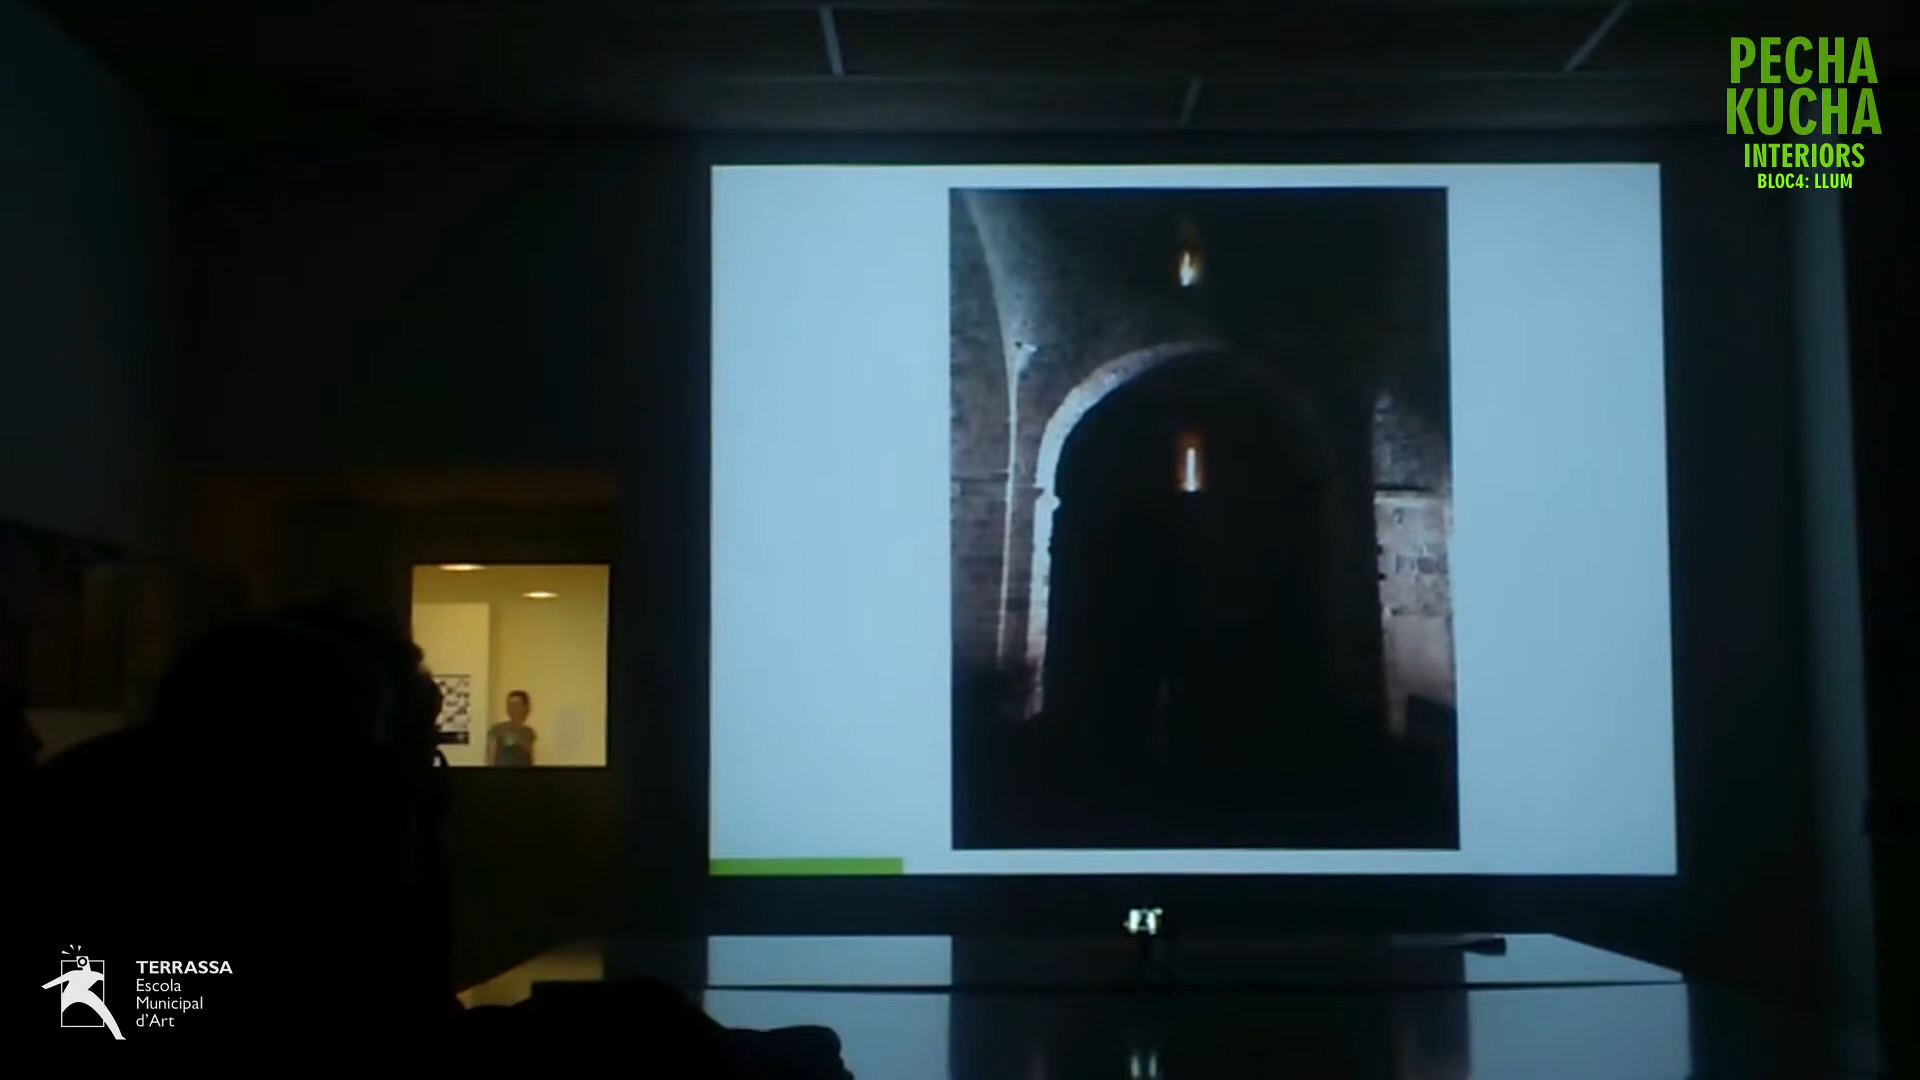 PECHA
KUCHA
INTERIORS
BLOC4: LLUM
TERRASSA
Escola
Municipal
d'Art